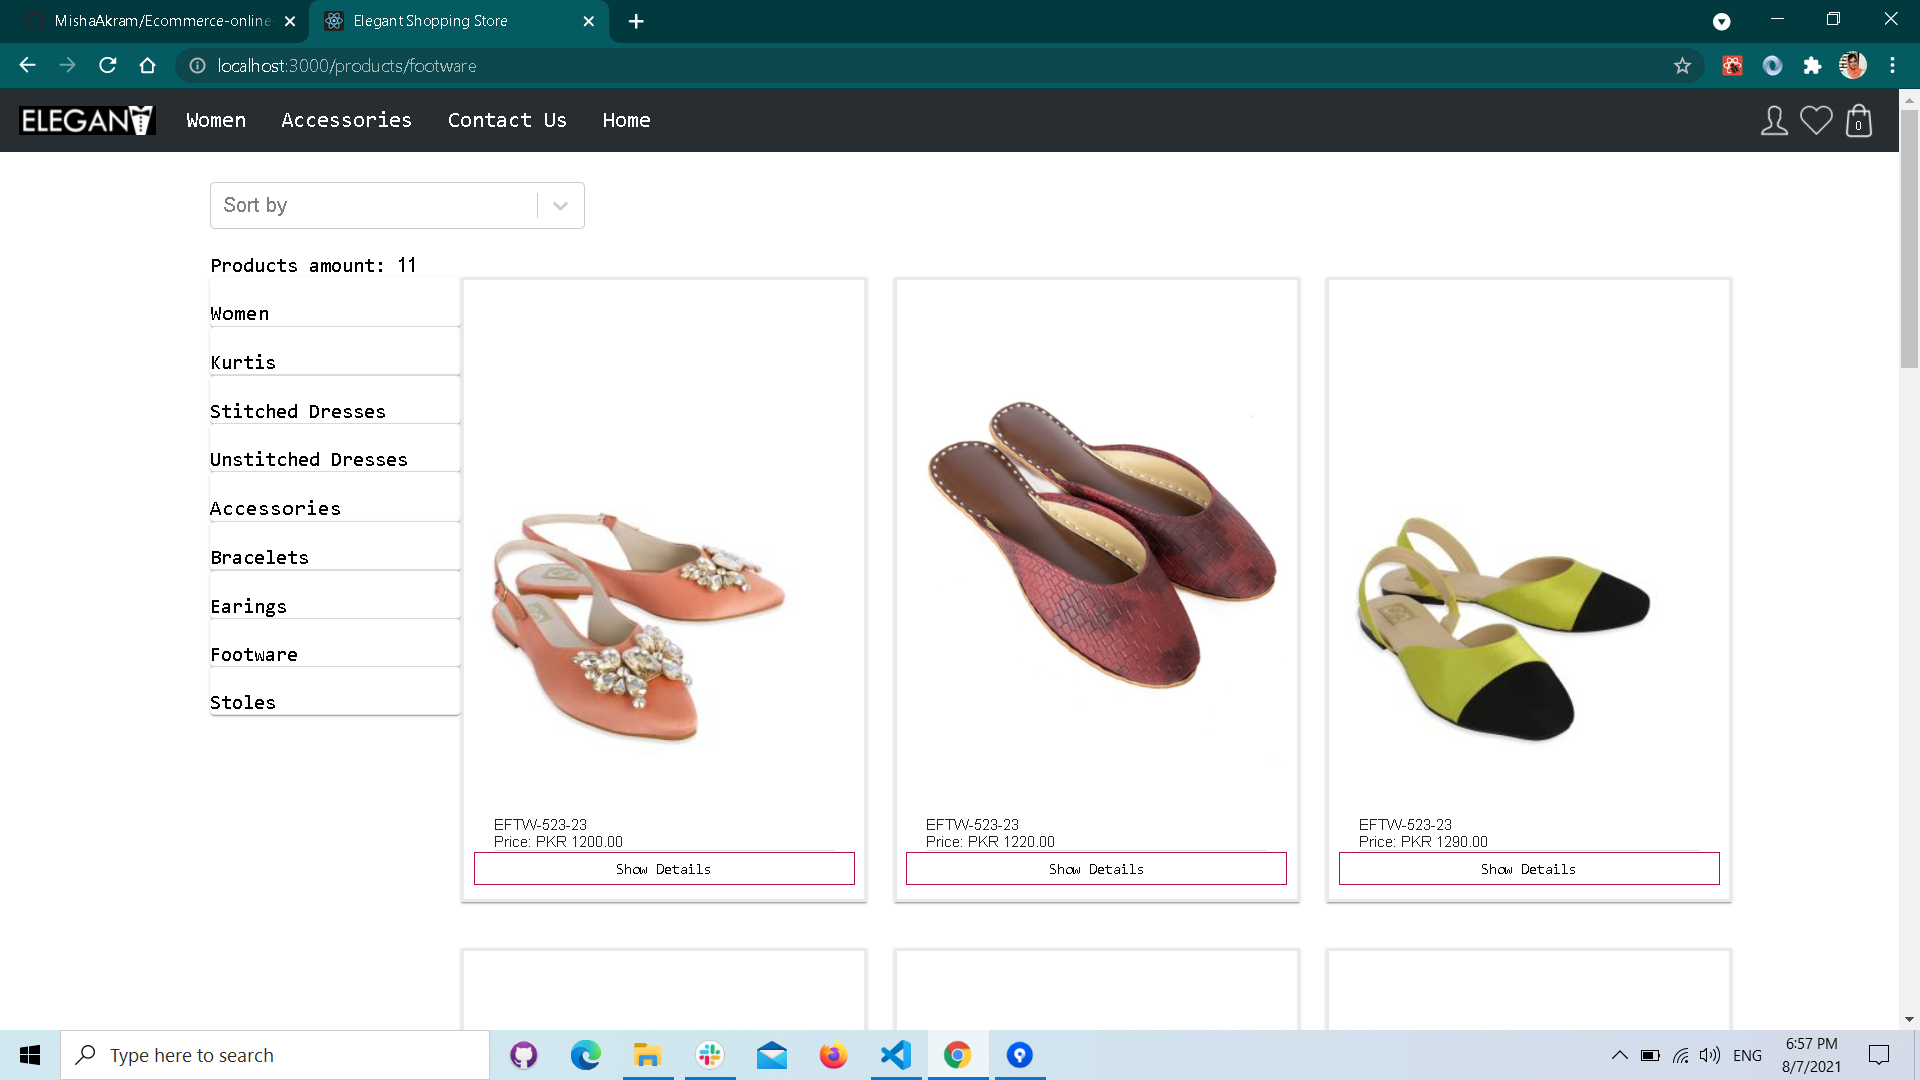 MishaAkram/Ecommerce-online
Elegant Shopping Store
localhost:3000/products/footware
ELEGANT
Women Accessories Contact Us Home
0
Sort by
Products amount: 11
Women
Kurtis
Stitched Dresses
Unstitched Dresses
Accessories
Bracelets
Earings
Footware
Stoles
EFTW-523-23
Price: PKR 1200.00
Show Details
EFTW-523-23
Price: PKR 1220.00
Show Details
EFTW-523-23
Price: PKR 1290.00
Show Details
Type here to search
ENG
6:57 PM
8/7/2021